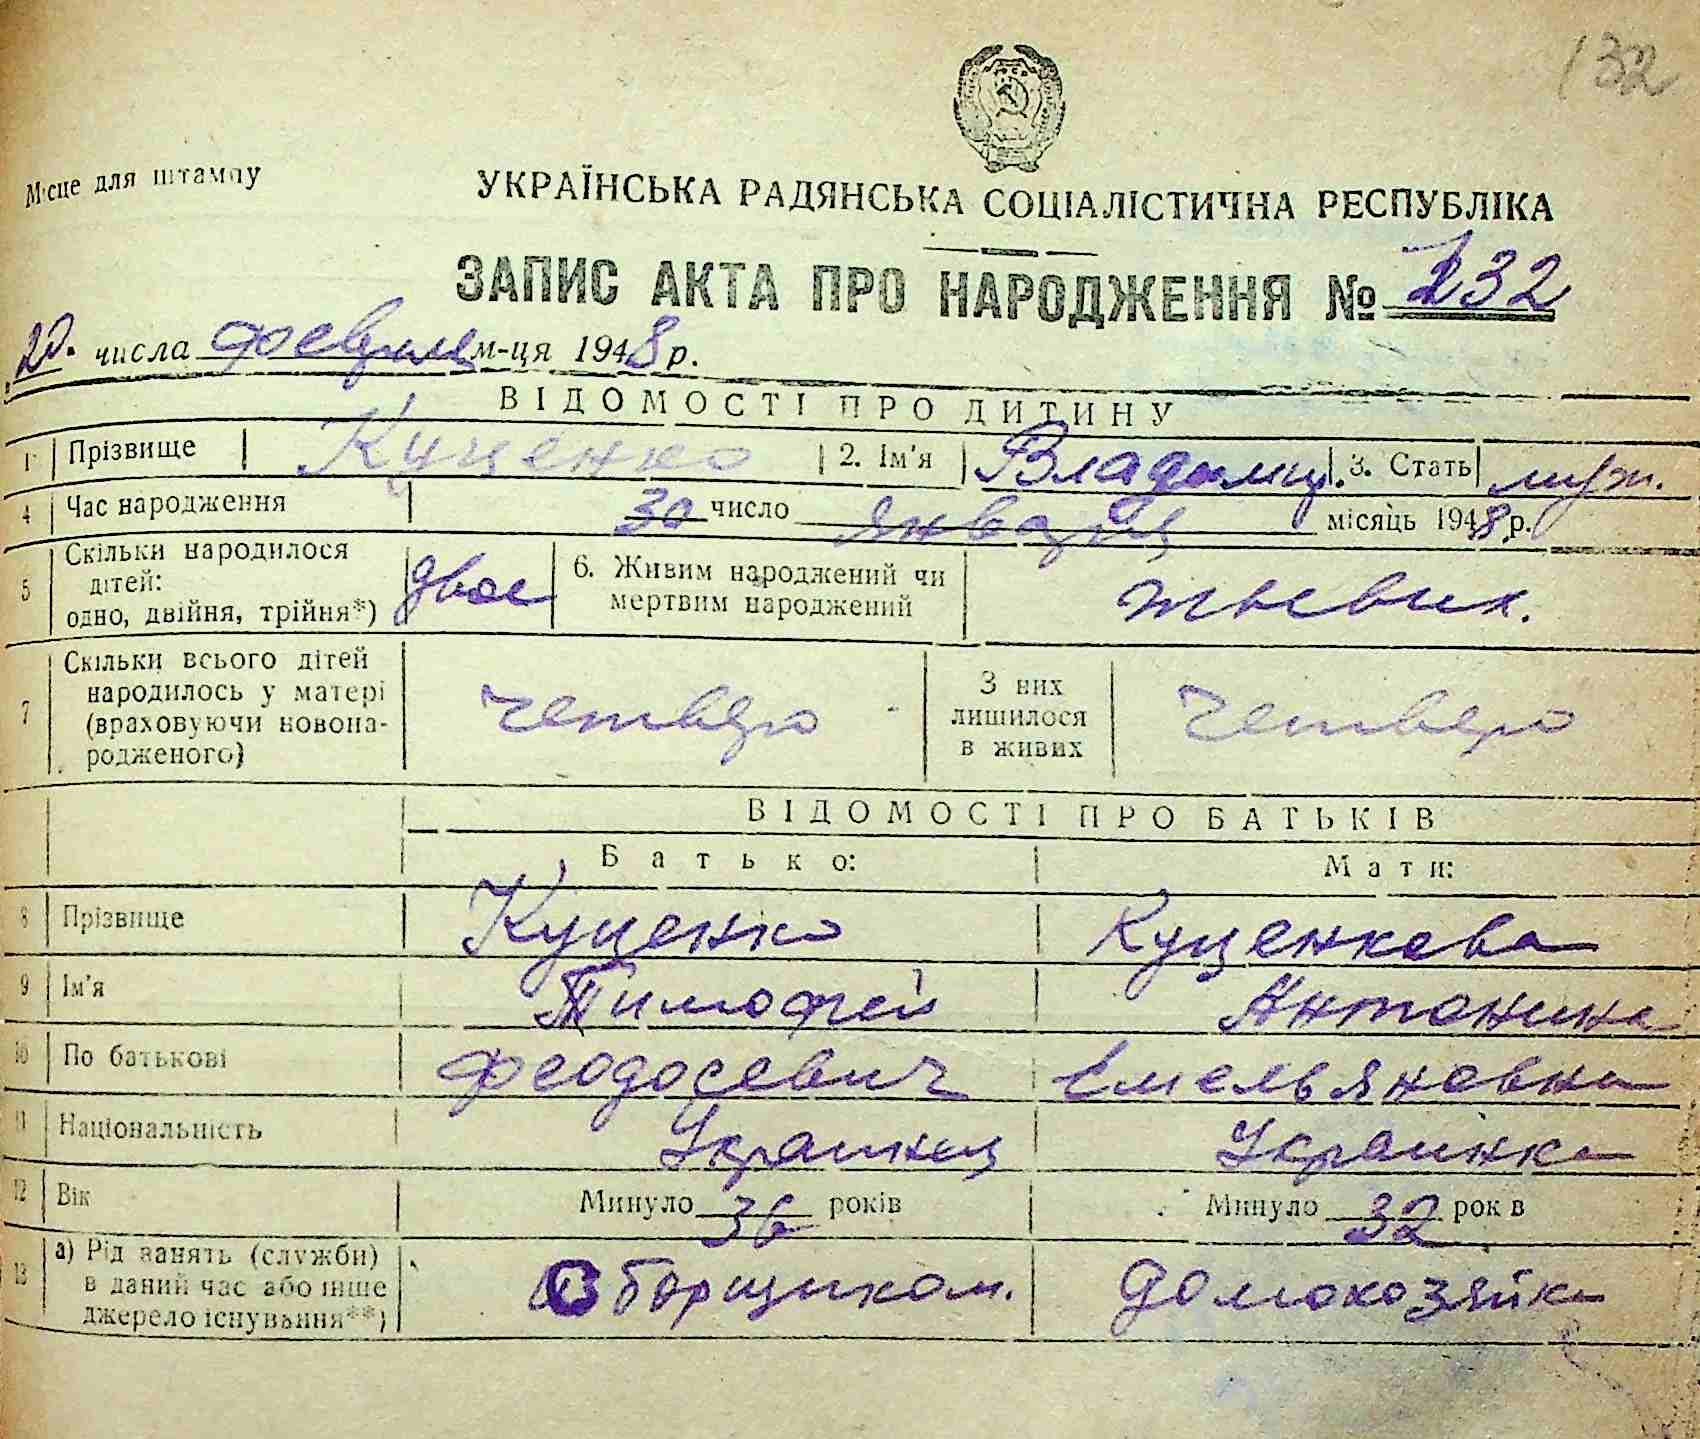 132
Місце для штампу
УКРАЇНСЬКА РАДЯНСЬКА СОЦІАЛІСТИЧНА РЕСПУБЛІКА
ЗАПИС АКТА ПРО НАРОДЖЕННЯ № 132
20. числа февраля м-ця 1948 р.
ВІДОМОСТІ ПРО ДИТИНУ
1 Прізвище Куценко 2. Ім'я Владимир. 3. Стать муж.
4 Час народження 30 число января місяць 1948 р.
5 Скільки народилося дітей: одно, двійня, трійня*) двое 6. Живим народжений чи мертвим народжений живых.
7 Скільки всього дітей народилось у матері (враховуючи новонародженого) четверо З них лишилося в живих четверо
ВІДОМОСТІ ПРО БАТЬКІВ
Батько: Мати:
8 Прізвище Куценко Куценкова
9 Ім'я Тимофей Антонина
10 По батькові Феодосевич Емельяновна
11 Національність Украинец Украинка
12 Вік Минуло 36 років Минуло 32 рок в
13 а) Рід занять (служби) в даний час або інше джерело існування**) сборщиком. домохозяйка